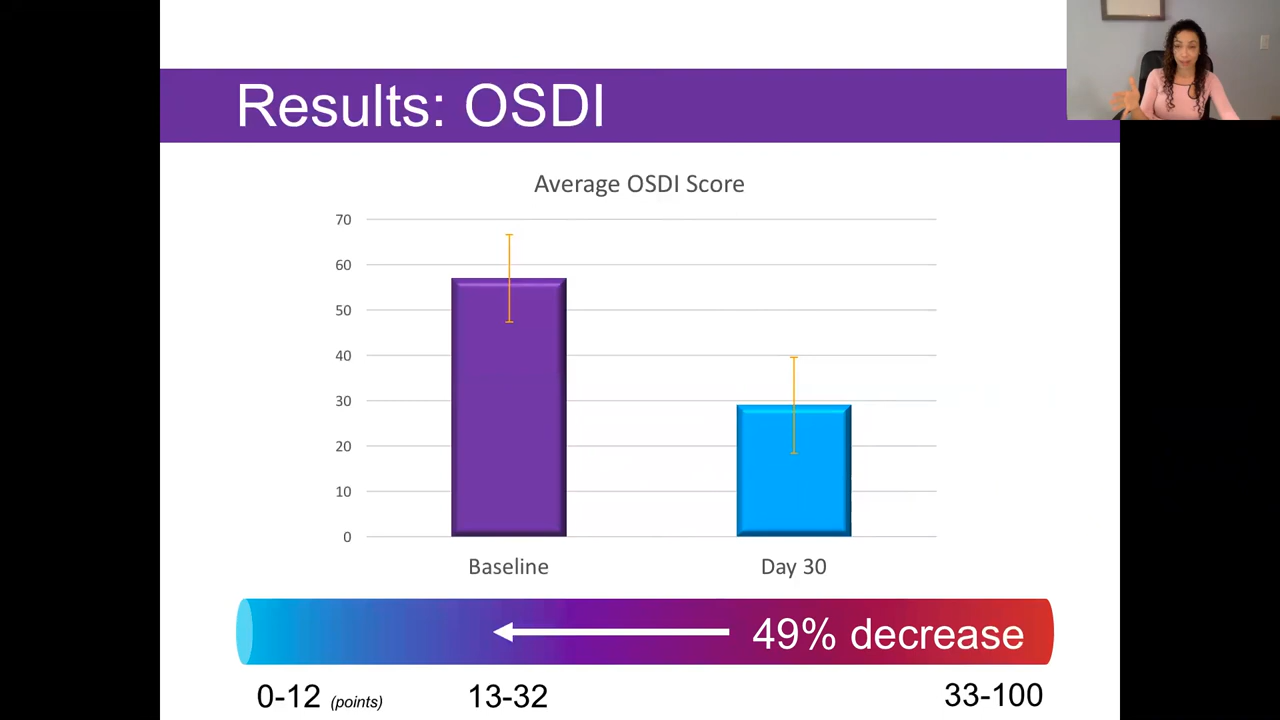 Results: OSDI
Average OSDI Score
70
60
50
40
30
20
10
0
Baseline Day 30
49% decrease
0-12 (points) 13-32 33-100